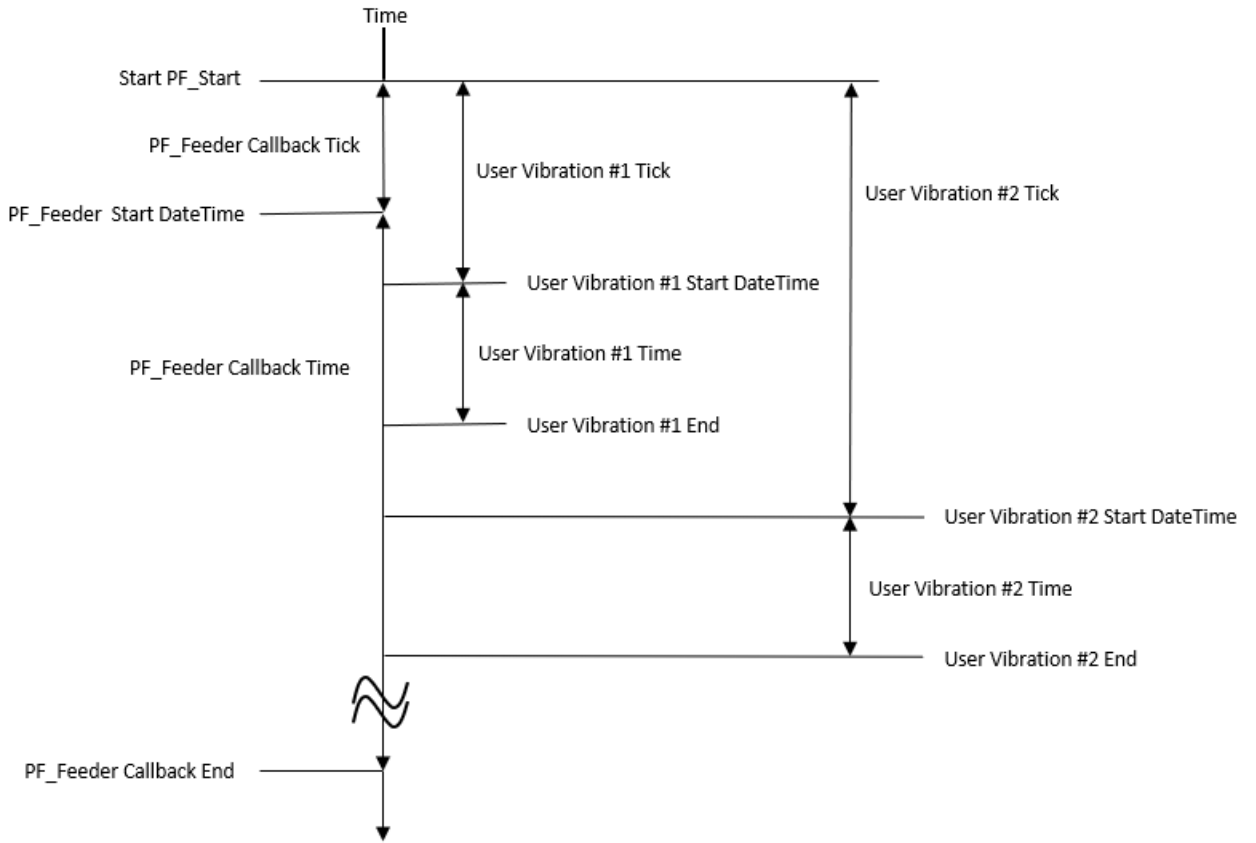 Time
Start PF_Start
PF_Feeder Callback Tick
User Vibration #1 Tick
User Vibration #2 Tick
PF_Feeder  Start DateTime
User Vibration #1 Start DateTime
User Vibration #1 Time
PF_Feeder Callback Time
User Vibration #1 End
User Vibration #2 Start DateTime
User Vibration #2 Time
User Vibration #2 End
PF_Feeder Callback End